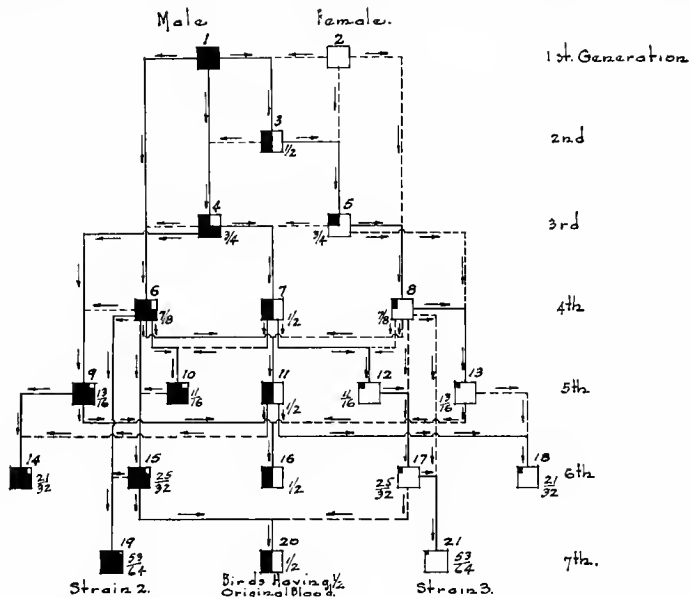 Male Female.
1 2 1st. Generation
3 2nd
1/2
4 5 3rd
3/4 3/4
6 7 8 4th
7/8 1/2 7/8
9 10 11 12 13 5th
13/16 11/16 1/2 11/16 13/16
14 15 16 17 18 6th
21/32 25/32 1/2 25/32 21/32
19 20 21 7th.
53/64 1/2 53/64
Strain 2. Birds Having 1/2 Strain 3.
Original Blood.